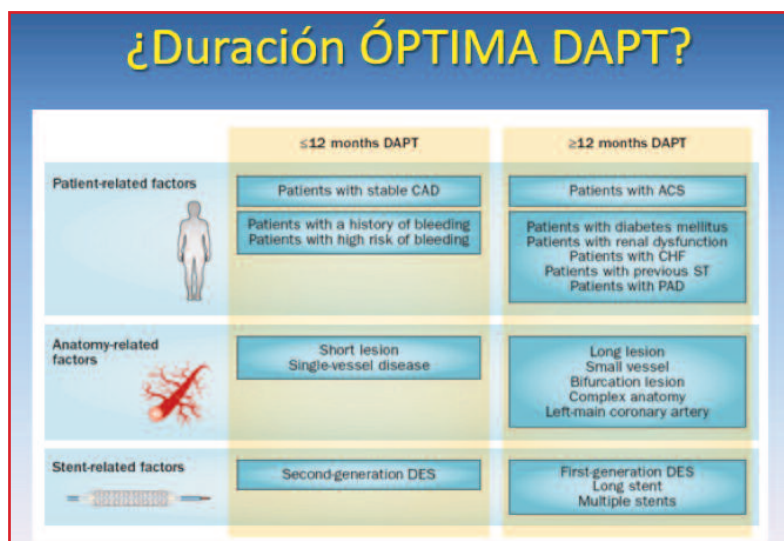 ¿Duración ÓPTIMA DAPT?
≤12 months DAPT
≥12 months DAPT
Patient-related factors
Patients with stable CAD
Patients with a history of bleeding
Patients with high risk of bleeding
Patients with ACS
Patients with diabetes mellitus
Patients with renal dysfunction
Patients with CHF
Patients with previous ST
Patients with PAD
Anatomy-related
factors
Short lesion
Single-vessel disease
Long lesion
Small vessel
Bifurcation lesion
Complex anatomy
Left-main coronary artery
Stent-related factors
Second-generation DES
First-generation DES
Long stent
Multiple stents